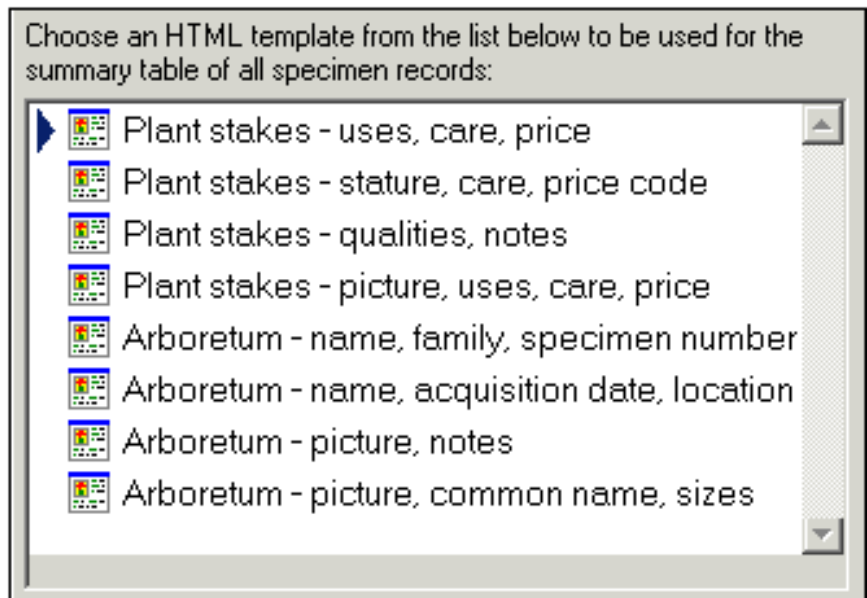 Choose an HTML template from the list below to be used for the
summary table of all specimen records:
Plant stakes - uses, care, price
Plant stakes - stature, care, price code
Plant stakes - qualities, notes
Plant stakes - picture, uses, care, price
Arboretum - name, family, specimen number
Arboretum - name, acquisition date, location
Arboretum - picture, notes
Arboretum - picture, common name, sizes